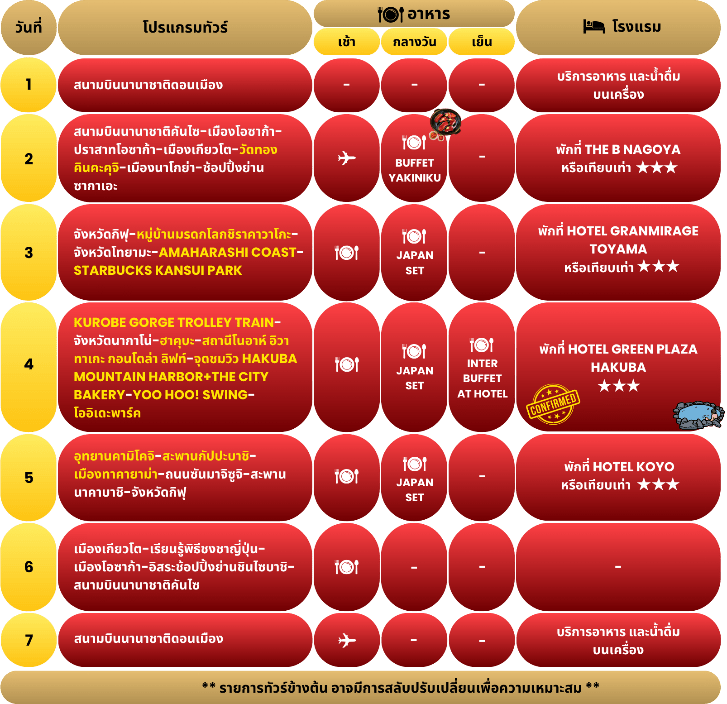 วันที่
โปรแกรมทัวร์
อาหาร
เช้า
กลางวัน
เย็น
โรงแรม
1
สนามบินนานาชาติดอนเมือง
-
-
-
บริการอาหาร และน้ำดื่ม
บนเครื่อง
2
สนามบินนานาชาติคันไซ-เมืองโอซาก้า-
ปราสาทโอซาก้า-เมืองเกียวโต-วัดทอง
คินคะคุจิ-เมืองนาโกย่า-ช้อปปิ้งย่าน
ซากาเอะ
BUFFET
YAKINIKU
-
พักที่ THE B NAGOYA
หรือเทียบเท่า ★★★
3
จังหวัดกิฟุ-หมู่บ้านมรดกโลกชิราคาวาโกะ-
จังหวัดโทยามะ-AMAHARASHI COAST-
STARBUCKS KANSUI PARK
JAPAN
SET
-
พักที่ HOTEL GRANMIRAGE
TOYAMA
หรือเทียบเท่า ★★★
4
KUROBE GORGE TROLLEY TRAIN-
จังหวัดนากาโน่-ฮาคุบะ-สถานีโนอาห์ อิวา
ทาเกะ กอนโดล่า ลิฟท์-จุดชมวิว HAKUBA
MOUNTAIN HARBOR+THE CITY
BAKERY-YOO HOO! SWING-
โออิเดะพาร์ค
JAPAN
SET
INTER
BUFFET
AT HOTEL
พักที่ HOTEL GREEN PLAZA
HAKUBA
★★★
CONFIRMED
5
อุทยานคามิโคจิ-สะพานกัปปะบาชิ-
เมืองทาคายาม่า-ถนนซันมาจิซูจิ-สะพาน
นาคาบาชิ-จังหวัดกิฟุ
JAPAN
SET
-
พักที่ HOTEL KOYO
หรือเทียบเท่า ★★★
6
เมืองเกียวโต-เรียนรู้พิธีชงชาญี่ปุ่น-
เมืองโอซาก้า-อิสระช้อปปิ้งย่านชินไซบาชิ-
สนามบินนานาชาติคันไซ
-
-
-
7
สนามบินนานาชาติดอนเมือง
-
-
บริการอาหาร และน้ำดื่ม
บนเครื่อง
** รายการทัวร์ข้างต้น อาจมีการสลับปรับเปลี่ยนเพื่อความเหมาะสม **